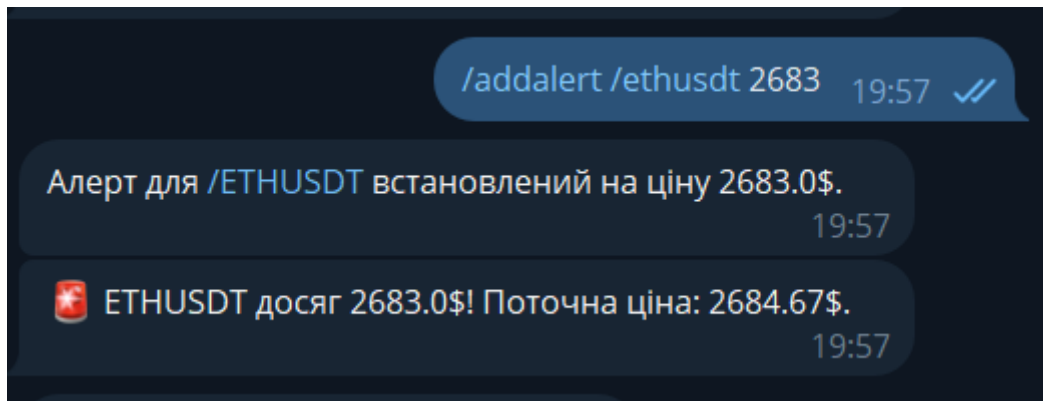 /addalert /ethusdt 2683 19:57
Алерт для /ETHUSDT встановлений на ціну 2683.0$.
19:57
🚨 ETHUSDT досяг 2683.0$! Поточна ціна: 2684.67$.
19:57